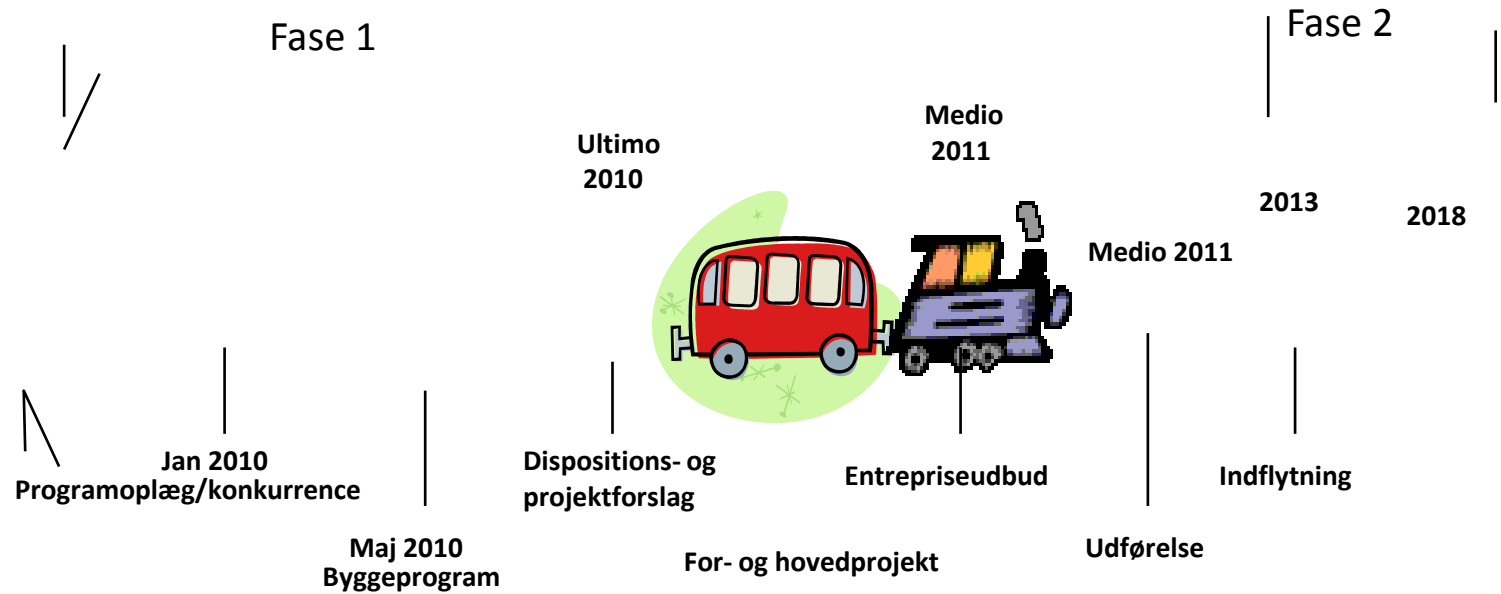 Fase 1
Fase 2
Ultimo
2010
Medio
2011
2013
2018
Medio 2011
Jan 2010
Programoplæg/konkurrence
Maj 2010
Byggeprogram
Dispositions- og
projektforslag
For- og hovedprojekt
Entrepriseudbud
Udførelse
Indflytning